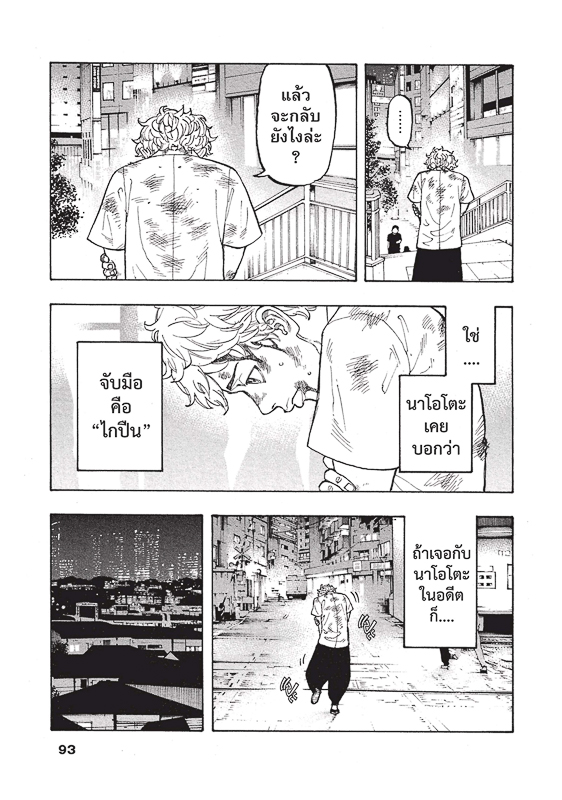 ......
แล้ว
จะกลับ
ยังไงล่ะ
?
ใช่
....
นาโอโตะ
เคย
บอกว่า
จับมือ
คือ
“ไกปืน”
ถ้าเจอกับ
นาโอโตะ
ในอดีต
ก็....
93